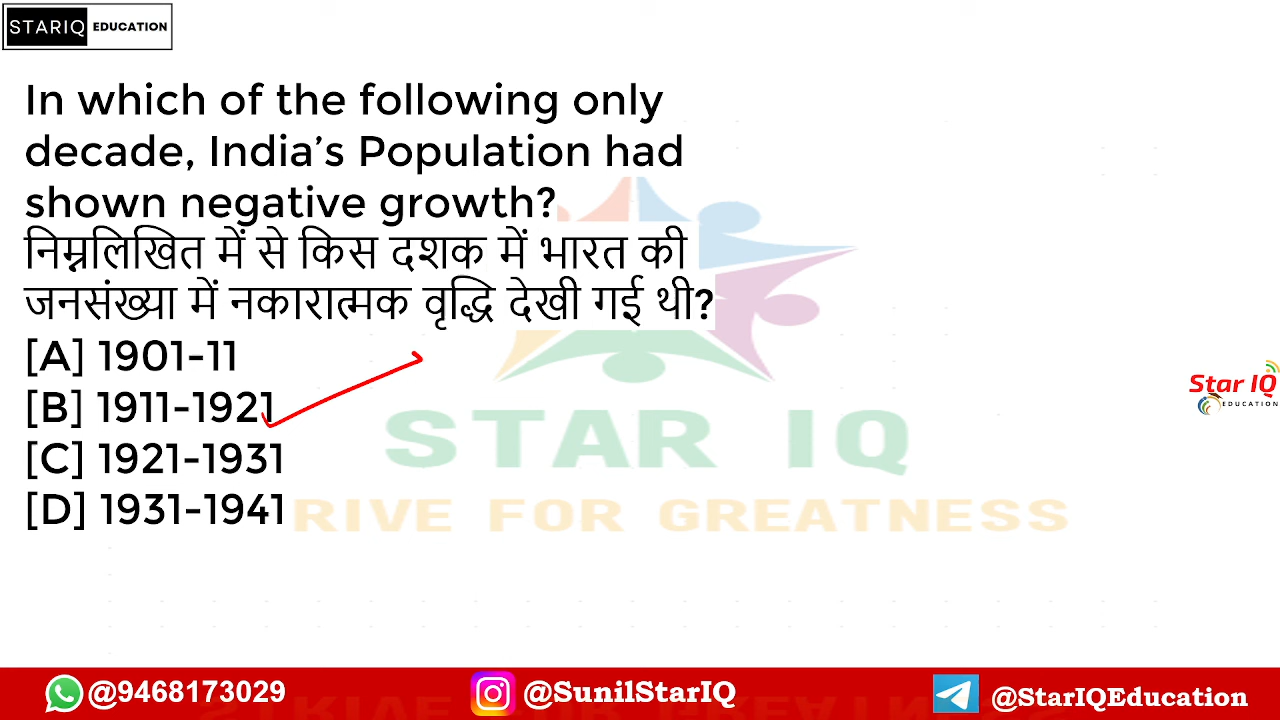 STARIQ EDUCATION
In which of the following only
decade, India’s Population had
shown negative growth?
निम्नलिखित में से किस दशक में भारत की
जनसंख्या में नकारात्मक वृद्धि देखी गई थी?
[A] 1901-11
[B] 1911-1921
[C] 1921-1931
[D] 1931-1941
Star IQ
EDUCATION
STAR IQ
RIVE FOR GREATNESS
@9468173029
@SunilStarIQ
@StarIQEducation